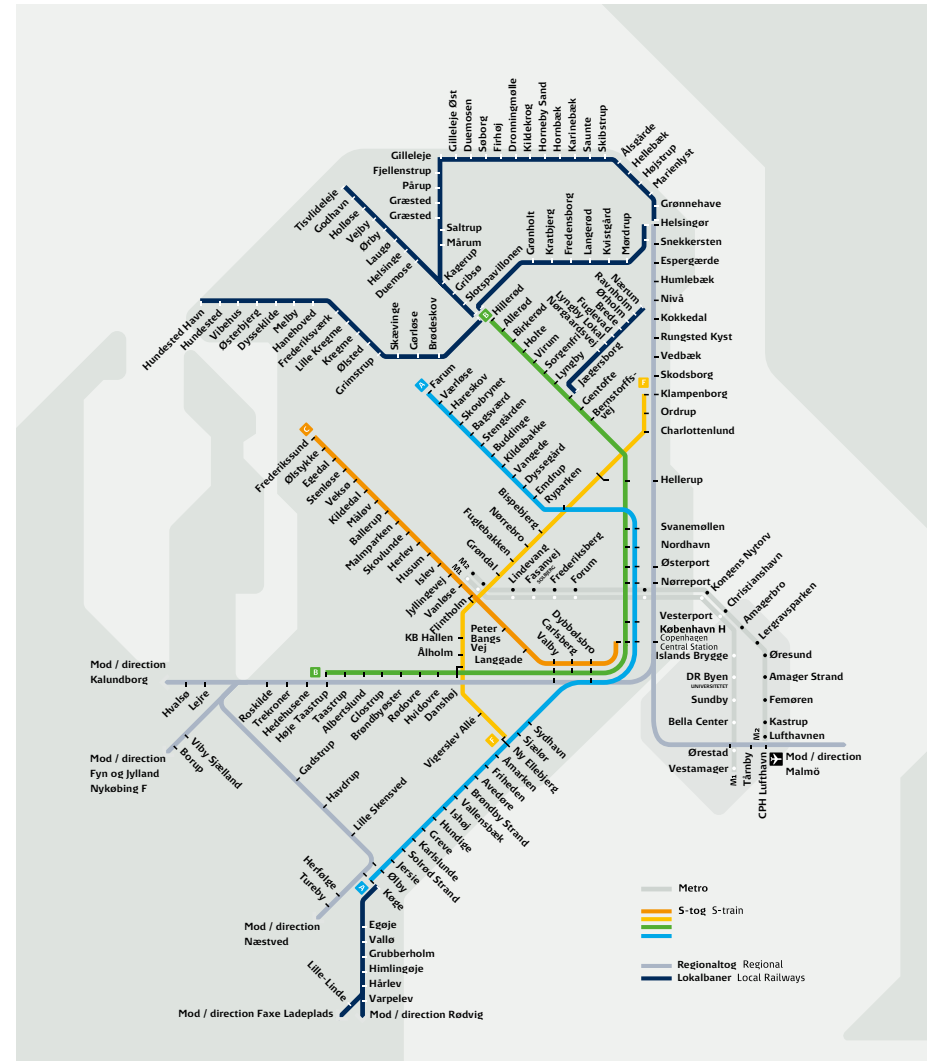 Gilleleje Øst
Duemosen
Søborg
Firhøj
Dronningmølle
Kildekrog
Horneby Sand
Hornbæk
Karinebæk
Saunte
Skibstrup
Ålsgårde
Hellebæk
Højstrup
Marienlyst
Gilleleje
Fjellenstrup
Pårup
Græsted
Græsted
Saltrup
Mårum
Kagerup
Gribsø
Slotspavillonen
Tisvlideleje
Godhavn
Holløse
Vejby
Ørby
Laugø
Helsinge
Duemose
Grønholt
Kratbjerg
Fredensborg
Langerød
Kvistgård
Mørdrup
Grønnehave
Helsingør
Snekkersten
Espergærde
Humlebæk
Nivå
Kokkedal
Rungsted Kyst
Vedbæk
Skodsborg
Klampenborg
Ordrup
Charlottenlund
Hellerup
Svanemøllen
Nordhavn
Østerport
Nørreport
Vesterport
København H
Copenhagen
Central Station
Hundested Havn
Hundested
Vibehus
Østerbjerg
Dysseklide
Melby
Hanehoved
Frederiksværk
Lille Kregme
Kregme
Ølsted
Grimstrup
Skævinge
Gørløse
Brødeskov
B
Hillerød
Allerød
Birkerød
Holte
Virum
Sorgenfri
Lyngby
Jægersborg
Gentofte
Bernstorffs-
vej
Nærum
Ravnholm
Ørholm
Brede
Fuglevad
Lyngby Lokal
Nørgaardsvej
F
A
Farum
Værløse
Hareskov
Skovbrynet
Bagsværd
Stengården
Buddinge
Kildebakke
Vangede
Dyssegård
Emdrup
Ryparken
C
Frederikssund
Ølstykke
Egedal
Stenløse
Veksø
Kildedal
Måløv
Ballerup
Malmparken
Skovlunde
Herlev
Husum
Islev
Jyllingevej
Vanløse
Flintholm
Bispebjerg
Nørrebro
Fuglebakken
Grøndal
M2
M1
Lindevang
Fasanvej
SOLBJERG
Frederiksberg
Forum
Kongens Nytorv
Christianshavn
Amagerbro
Lergravsparken
Peter
Bangs
Vej
Langgade
Valby
Carlsberg
Dybbølsbro
KB Hallen
Ålholm
Islands Brygge
DR Byen
UNIVERSITETET
Sundby
Bella Center
Ørestad
Vestamager
Øresund
Amager Strand
Femøren
Kastrup
Lufthavnen
M2
M1
Tårnby
CPH Lufthavn
Mod / direction
Malmö
Mod / direction
Kalundborg
Hvalsø
Lejre
B
Roskilde
Trekroner
Hedehusene
Høje Taastrup
Taastrup
Albertslund
Glostrup
Brøndbyøster
Rødovre
Hvidovre
Danshøj
Vigerslev Allé
Mod / direction
Fyn og Jylland
Nykøbing F
Viby Sjælland
Borup
Gadstrup
Havdrup
Lille Skensved
Herfølge
Tureby
Mod / direction
Næstved
Sydhavn
Sjælør
Ny Ellebjerg
Åmarken
Friheden
Avedøre
Brøndby Strand
Vallensbæk
Ishøj
Hundige
Greve
Karlslunde
Solrød Strand
Jersie
Ølby
Køge
A
Egøje
Vallø
Grubberholm
Himlingøje
Hårlev
Varpelev
Lille-Linde
Mod / direction Faxe Ladeplads
Mod / direction Rødvig
Metro
S-tog S-train
Regionaltog Regional
Lokalbaner Local Railways